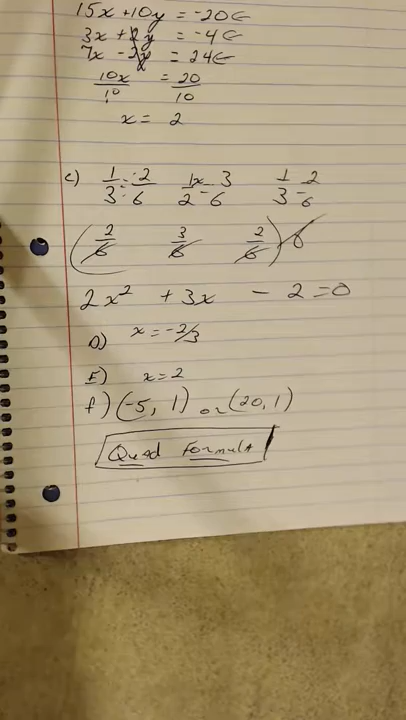 15x + 10y = -20 ←
3x + 2y = -4 ←
7x - 2y = 24 ←
10x/10 = 20/10
x = 2
c) 1/3 = 2/6 1x/2 = 3/6 1/3 = 2/6
(2/6 3/6 2/6) 6
2x² + 3x - 2 = 0
D) x = -2/3
E) x = 2
f) (-5, 1) or (20, 1)
Quad Formula